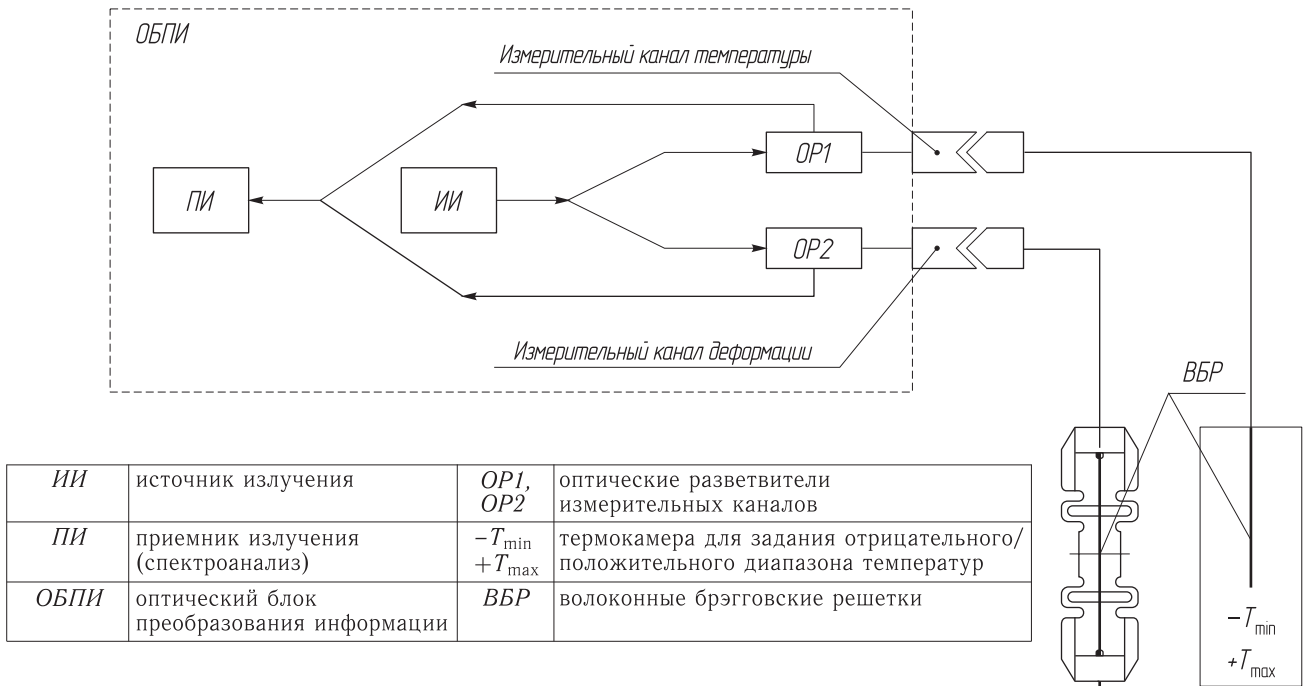 ОБПИ
Измерительный канал температуры
ПИ
ИИ
ОР1
ОР2
Измерительный канал деформации
ВБР
ИИ источник излучения ОР1, оптические разветвители
ОР2 измерительных каналов
ПИ приемник излучения −Tmin термокамера для задания отрицательного/
(спектроанализ) +Tmax положительного диапазона температур
ОБПИ оптический блок ВБР волоконные брэгговские решетки
преобразования информации
−Tmin
+Tmax